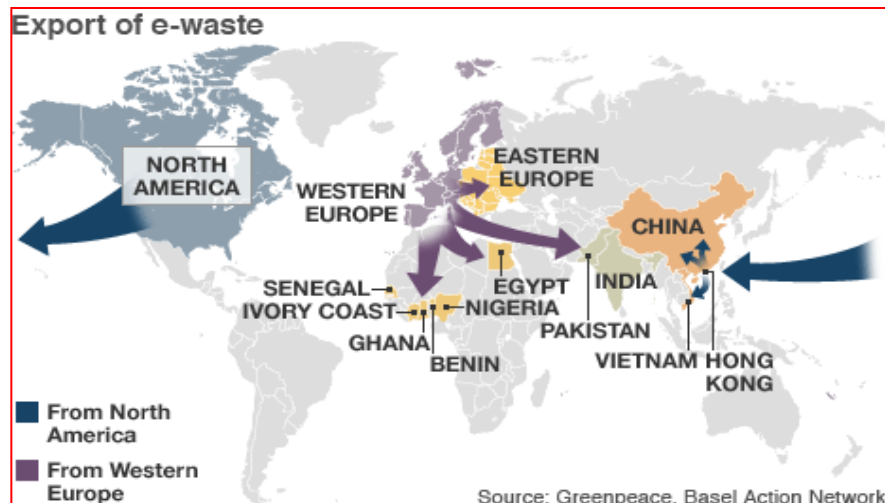 Export of e-waste
NORTH
AMERICA
WESTERN
EUROPE
EASTERN
EUROPE
CHINA
INDIA
EGYPT
SENEGAL
IVORY COAST
NIGERIA
GHANA
BENIN
PAKISTAN
VIETNAM
HONG
KONG
From North
America
From Western
Europe
Source: Greenpeace, Basel Action Network